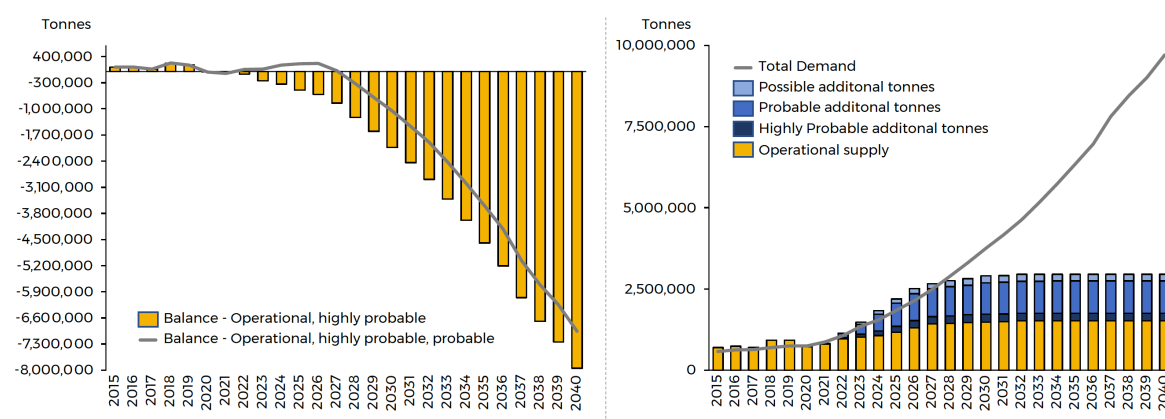 Tonnes
400,000
-300,000
-1,000,000
-1,700,000
-2,400,000
-3,100,000
-3,800,000
-4,500,000
-5,200,000
-5,900,000
-6,600,000
-7,300,000
-8,000,000
Balance - Operational, highly probable
Balance - Operational, highly probable, probable
2015 2016 2017 2018 2019 2020 2021 2022 2023 2024 2025 2026 2027 2028 2029 2030 2031 2032 2033 2034 2035 2036 2037 2038 2039 2040
Tonnes
10,000,000
7,500,000
5,000,000
2,500,000
0
Total Demand
Possible additonal tonnes
Probable additonal tonnes
Highly Probable additonal tonnes
Operational supply
2015 2016 2017 2018 2019 2020 2021 2022 2023 2024 2025 2026 2027 2028 2029 2030 2031 2032 2033 2034 2035 2036 2037 2038 2039 2040